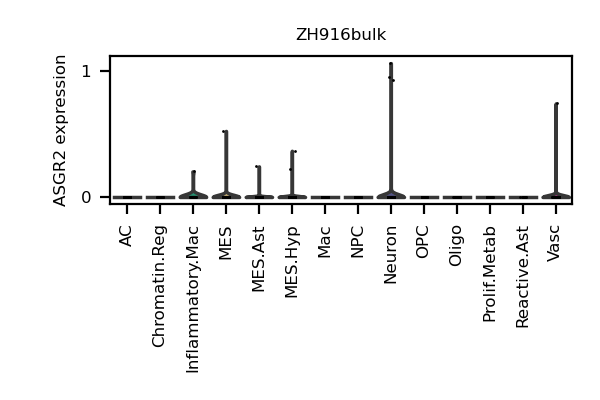 ZH916bulk
ASGR2 expression
1
0
AC
Chromatin.Reg
Inflammatory.Mac
MES
MES.Ast
MES.Hyp
Mac
NPC
Neuron
OPC
Oligo
Prolif.Metab
Reactive.Ast
Vasc